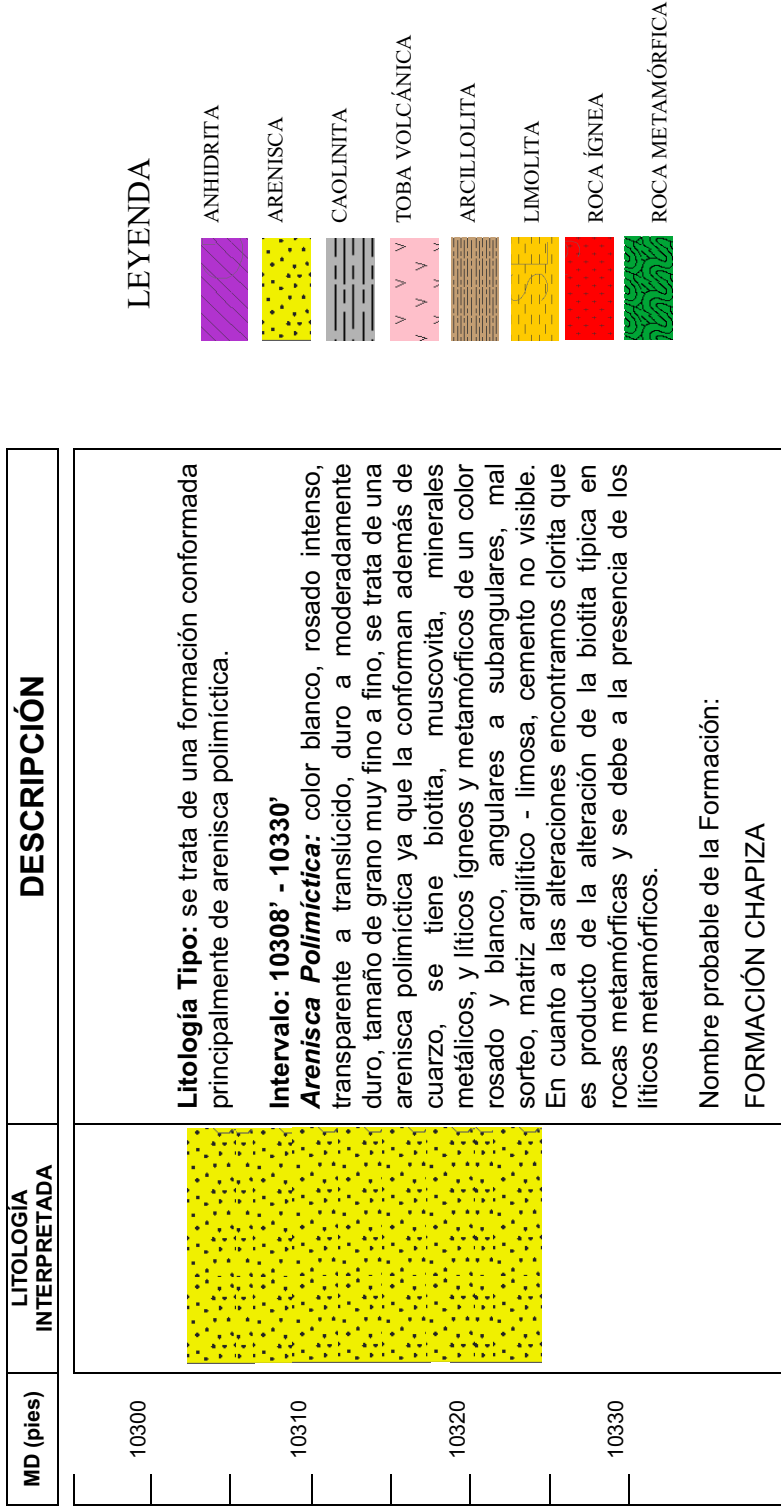 MD (pies)
LITOLOGÍA
INTERPRETADA
DESCRIPCIÓN
10300
10310
10320
10330
Litología Tipo: se trata de una formación conformada
principalmente de arenisca polimíctica.
Intervalo: 10308’ - 10330’
Arenisca Polimíctica: color blanco, rosado intenso,
transparente a translúcido, duro a moderadamente
duro, tamaño de grano muy fino a fino, se trata de una
arenisca polimíctica ya que la conforman además de
cuarzo, se tiene biotita, muscovita, minerales
metálicos, y líticos ígneos y metamórficos de un color
rosado y blanco, angulares a subangulares, mal
sorteo, matriz argilítico - limosa, cemento no visible.
En cuanto a las alteraciones encontramos clorita que
es producto de la alteración de la biotita típica en
rocas metamórficas y se debe a la presencia de los
líticos metamórficos.
Nombre probable de la Formación:
FORMACIÓN CHAPIZA
LEYENDA
ANHIDRITA
ARENISCA
CAOLINITA
TOBA VOLCÁNICA
ARCILLOLITA
LIMOLITA
ROCA ÍGNEA
ROCA METAMÓRFICA